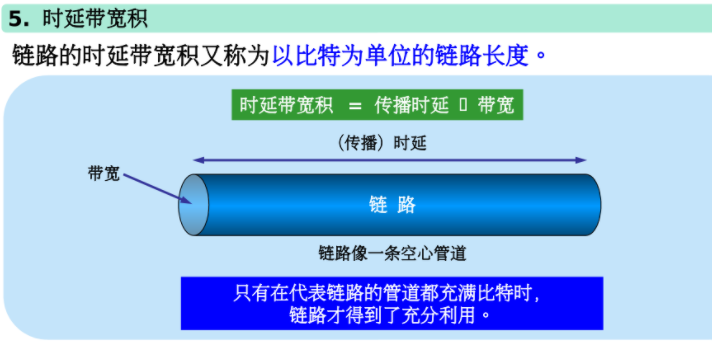 5. 时延带宽积
链路的时延带宽积又称为以比特为单位的链路长度。
时延带宽积 = 传播时延 ▯ 带宽
(传播) 时延
带宽
链 路
链路像一条空心管道
只有在代表链路的管道都充满比特时,
链路才得到了充分利用。